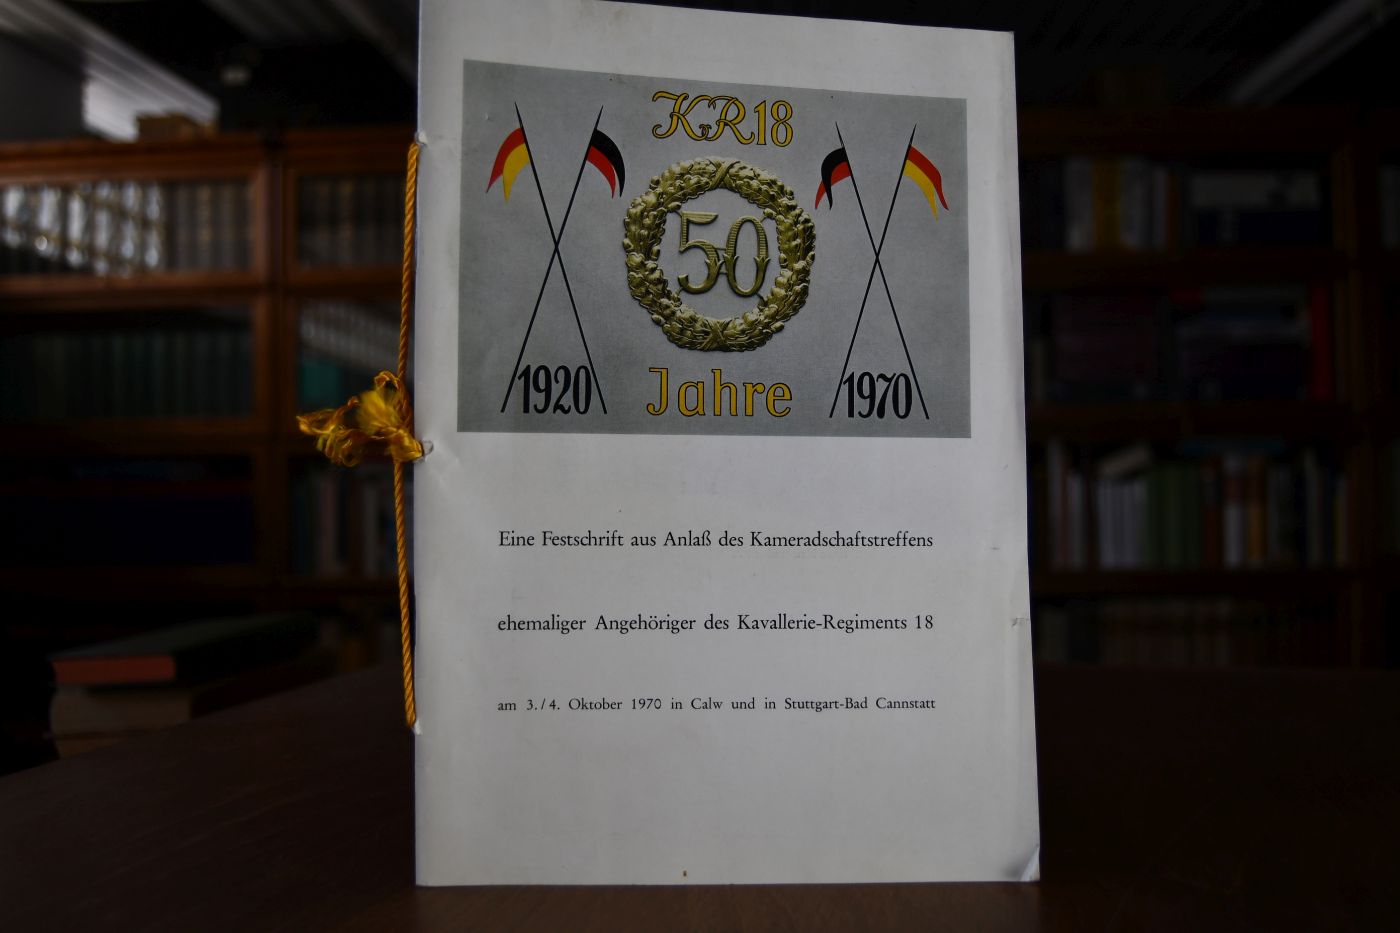 KrR18
50
1920 Jahre 1970
Eine Festschrift aus Anlaß des Kameradschaftstreffens
ehemaliger Angehöriger des Kavallerie-Regiments 18
am 3./4. Oktober 1970 in Calw und in Stuttgart-Bad Cannstatt